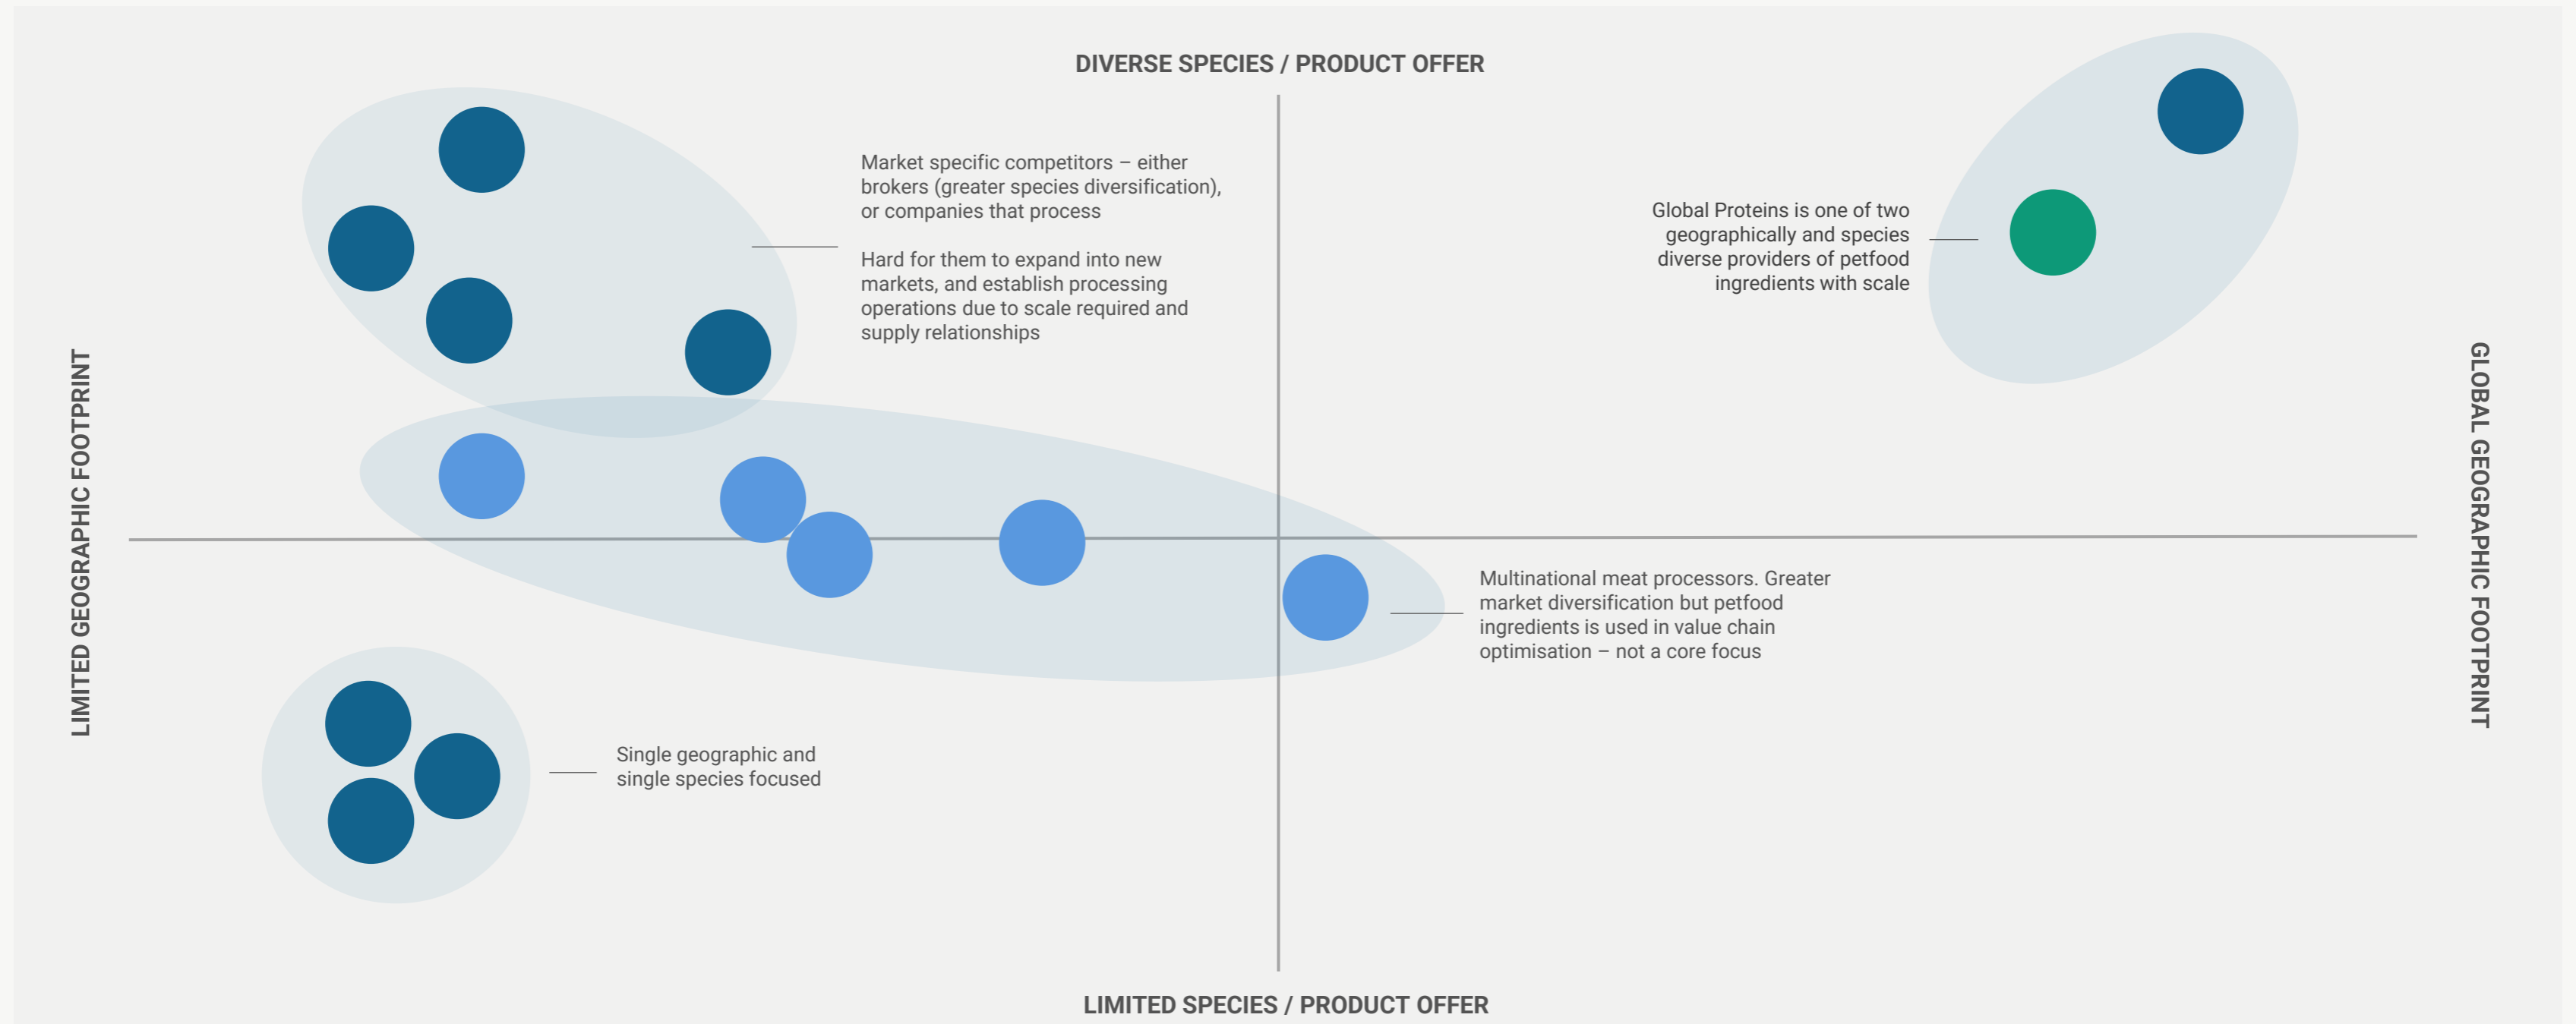 DIVERSE SPECIES / PRODUCT OFFER
Market specific competitors – either
brokers (greater species diversification),
or companies that process
Hard for them to expand into new
markets, and establish processing
operations due to scale required and
supply relationships
Global Proteins is one of two
geographically and species
diverse providers of petfood
ingredients with scale
LIMITED GEOGRAPHIC FOOTPRINT
GLOBAL GEOGRAPHIC FOOTPRINT
Multinational meat processors. Greater
market diversification but petfood
ingredients is used in value chain
optimisation – not a core focus
Single geographic and
single species focused
LIMITED SPECIES / PRODUCT OFFER